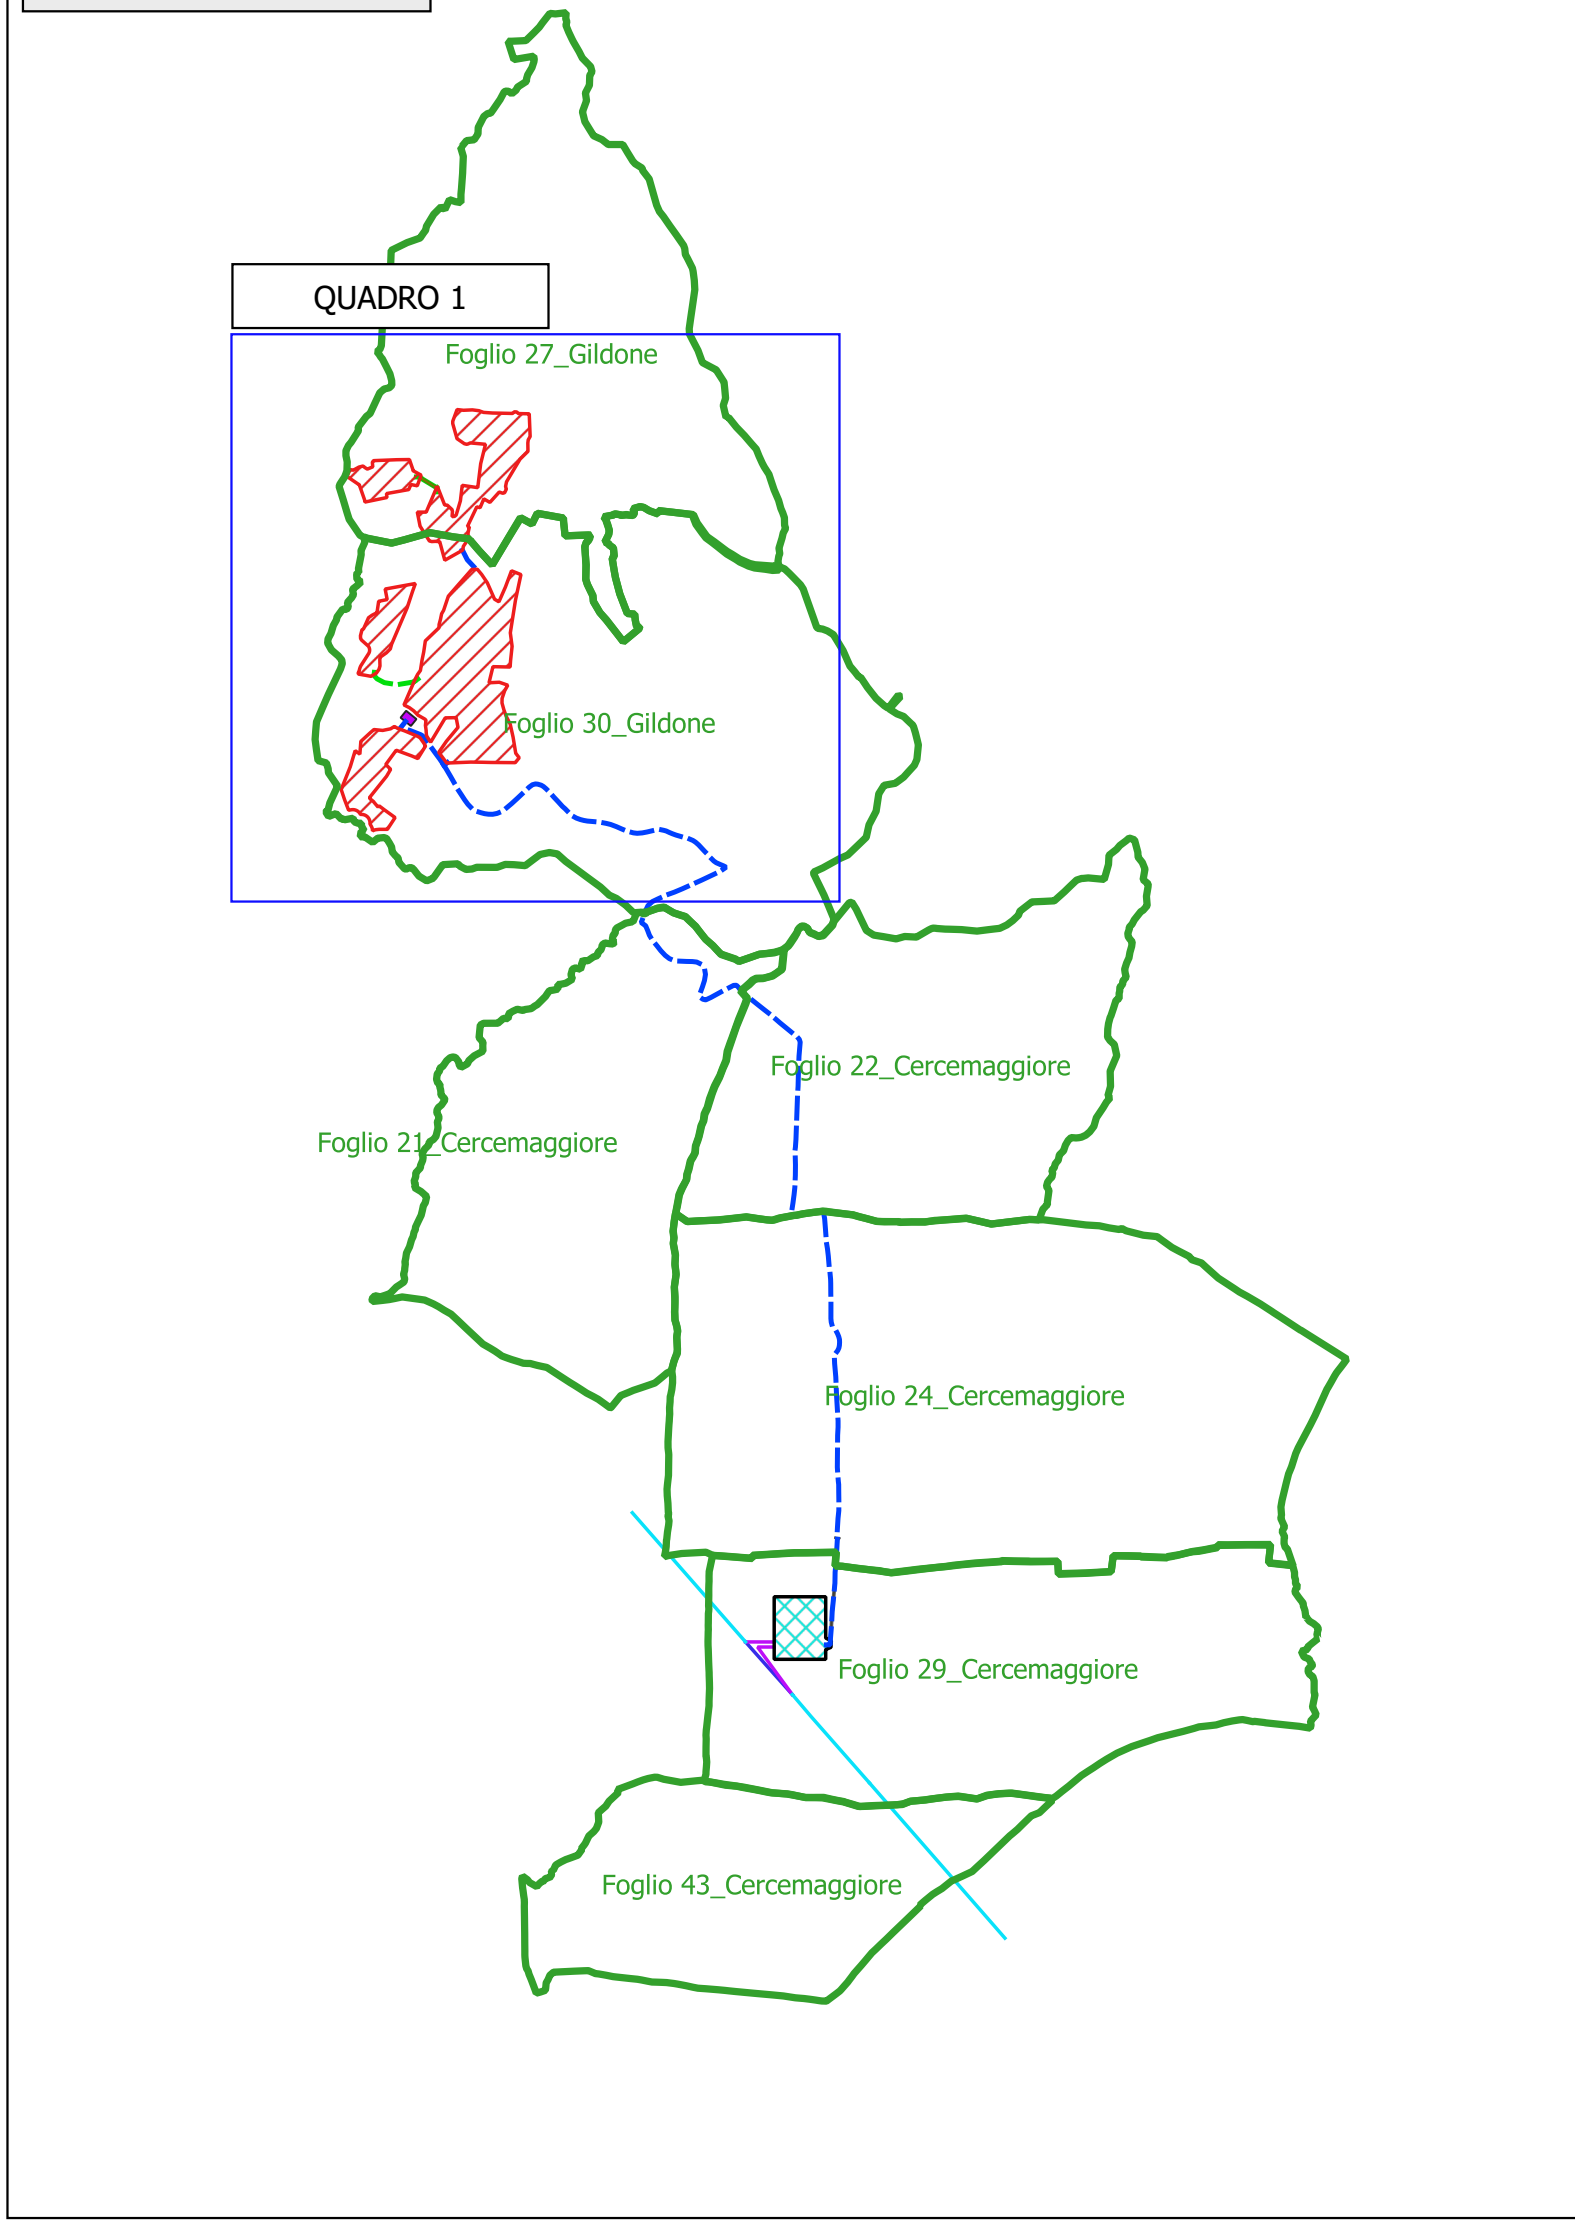 QUADRO 1
Foglio 27_Gildone
Foglio 30_Gildone
Foglio 22_Cercemaggiore
Foglio 21_Cercemaggiore
Foglio 24_Cercemaggiore
Foglio 29_Cercemaggiore
Foglio 43_Cercemaggiore